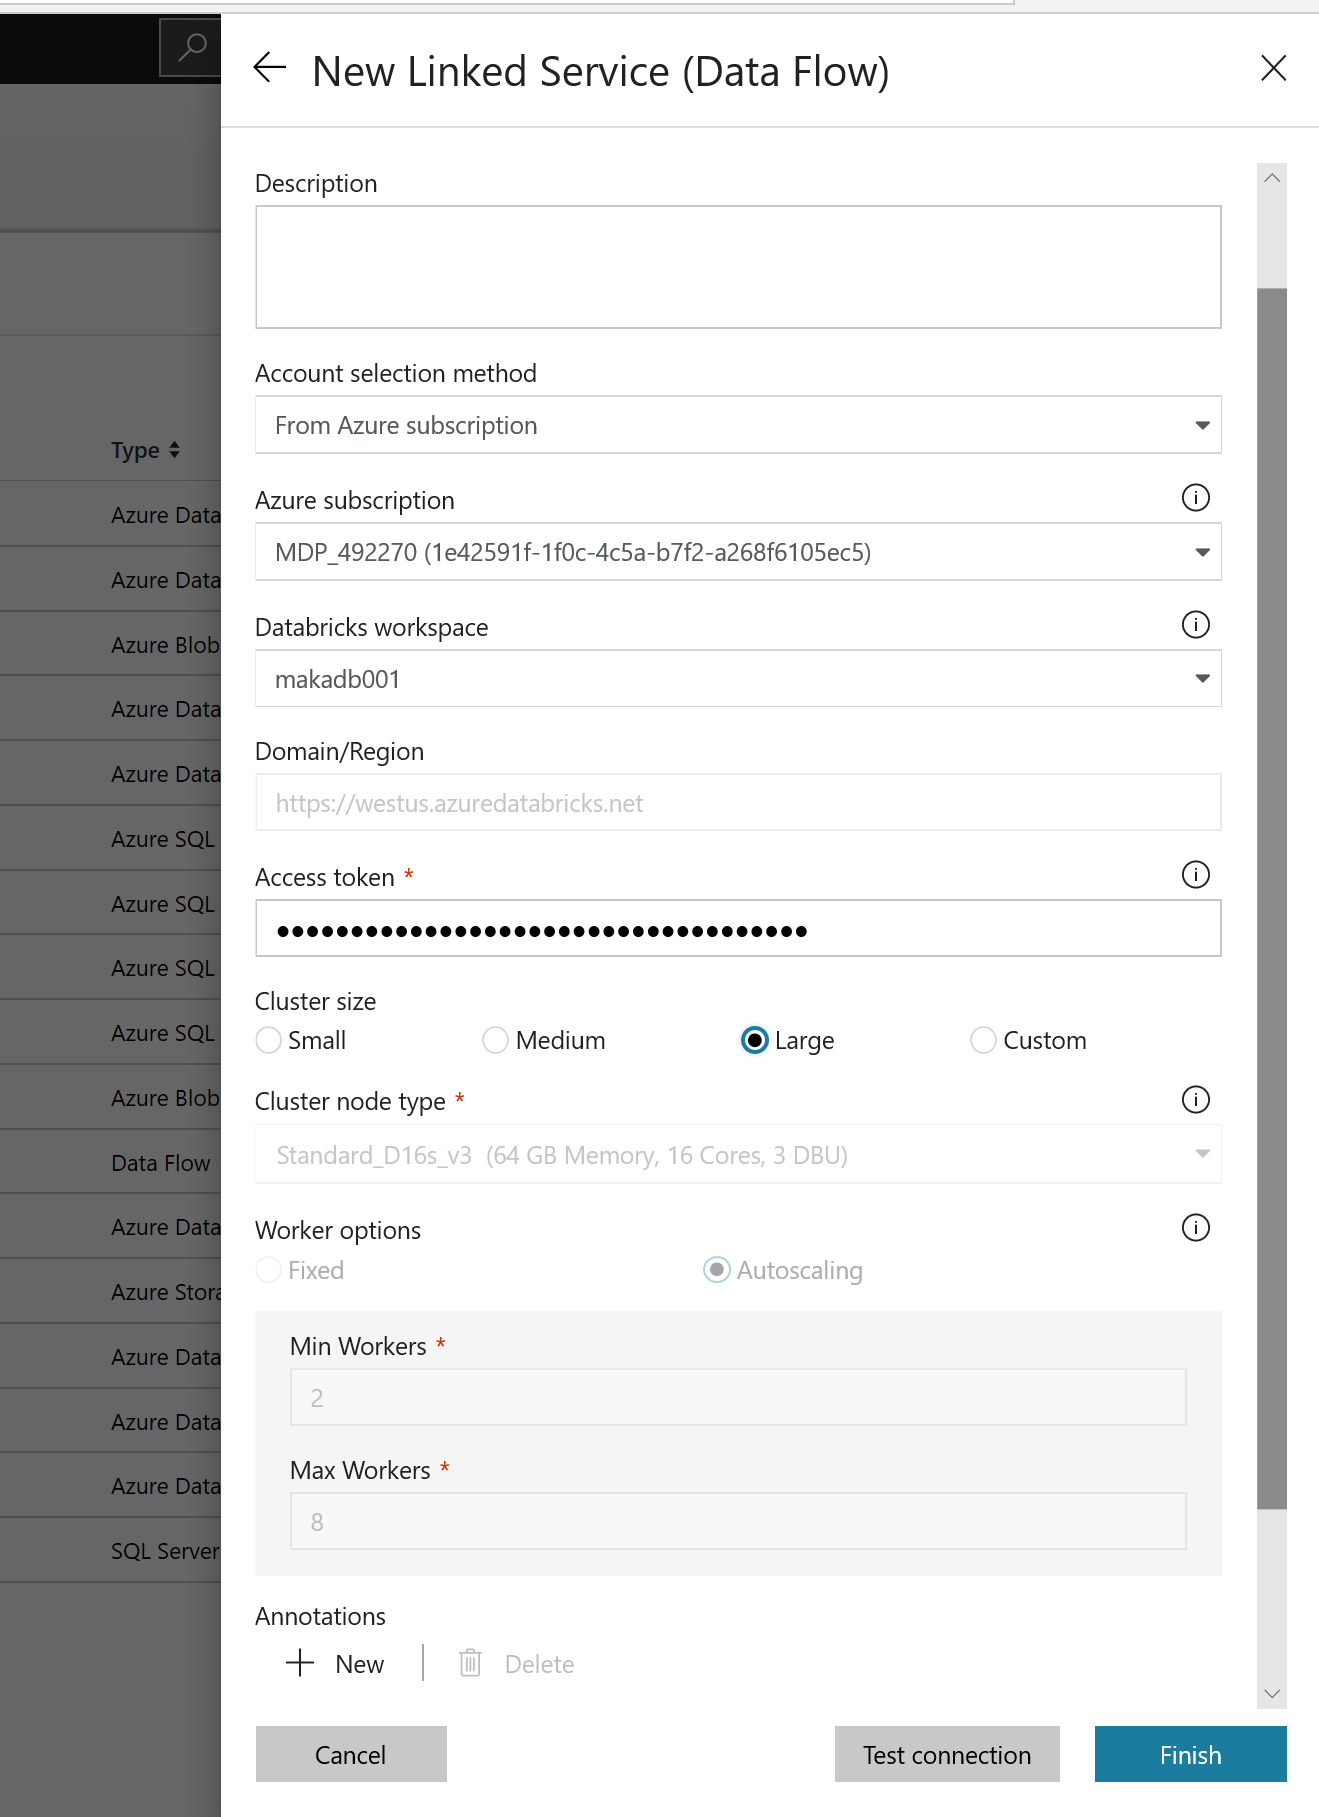 New Linked Service (Data Flow)
Description
Account selection method
From Azure subscription
Azure subscription
MDP_492270 (1e42591f-1f0c-4c5a-b7f2-a268f6105ec5)
Databricks workspace
makadb001
Domain/Region
https://westus.azuredatabricks.net
Access token *
••••••••••••••••••••••••••••••••••••
Cluster size
Small Medium Large Custom
Cluster node type *
Standard_D16s_v3 (64 GB Memory, 16 Cores, 3 DBU)
Worker options
Fixed Autoscaling
Min Workers *
2
Max Workers *
8
Annotations
New Delete
Cancel Test connection Finish
Type
Azure Data
Azure Data
Azure Blob
Azure Data
Azure Data
Azure SQL
Azure SQL
Azure SQL
Azure SQL
Azure Blob
Data Flow
Azure Data
Azure Stora
Azure Data
Azure Data
Azure Data
SQL Server